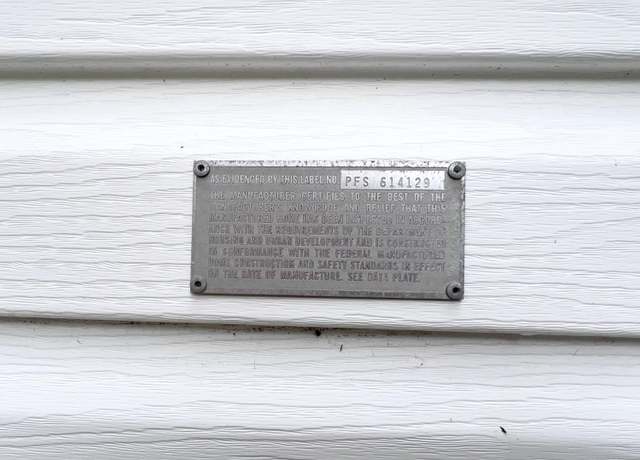 AS EVIDENCED BY THIS LABEL NO. PFS 614129
THE MANUFACTURER CERTIFIES TO THE BEST OF THE
MANUFACTURER'S KNOWLEDGE AND BELIEF THAT THIS
MANUFACTURED HOME HAS BEEN INSPECTED IN ACCORD-
ANCE WITH THE REQUIREMENTS OF THE DEPARTMENT OF
HOUSING AND URBAN DEVELOPMENT AND IS CONSTRUCTED
IN CONFORMANCE WITH THE FEDERAL MANUFACTURED
HOME CONSTRUCTION AND SAFETY STANDARDS IN EFFECT
ON THE DATE OF MANUFACTURE. SEE DATA PLATE.